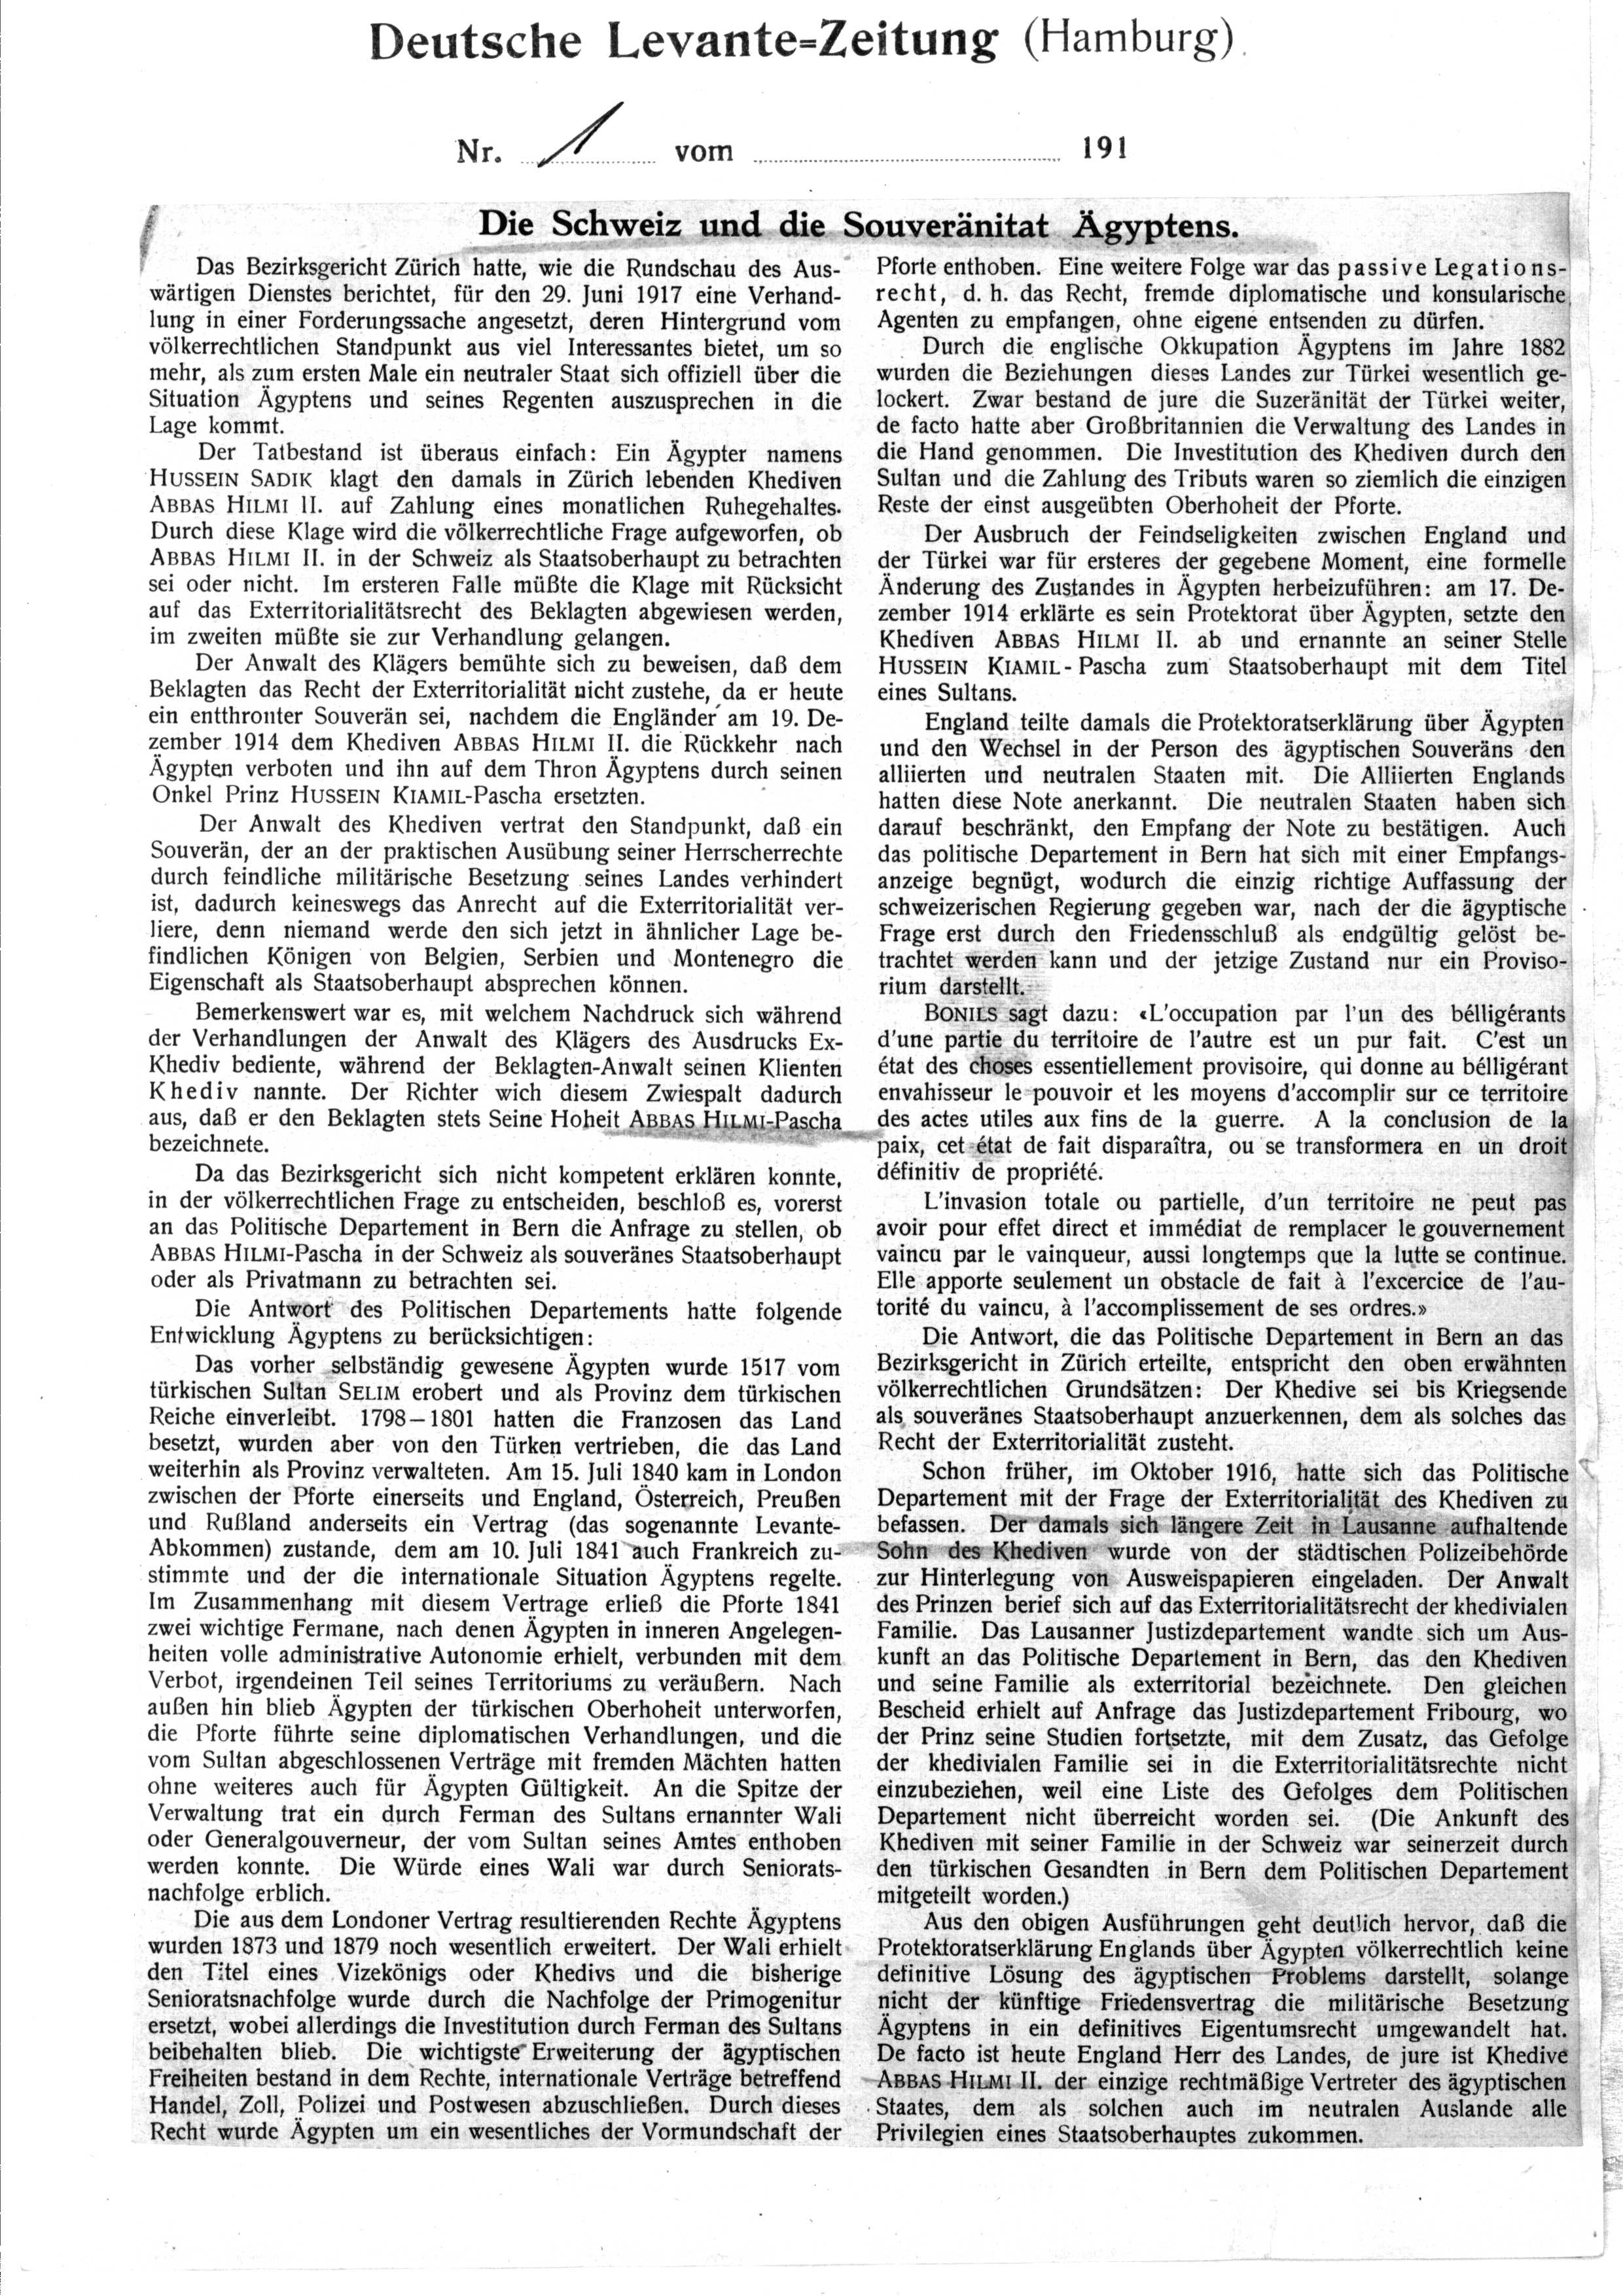 Deutsche Levante=Zeitung (Hamburg)
Nr. 1 vom 191
Die Schweiz und die Souveränitat Ägyptens.
Das Bezirksgericht Zürich hatte, wie die Rundschau des Aus-
wärtigen Dienstes berichtet, für den 29. Juni 1917 eine Verhand-
lung in einer Forderungssache angesetzt, deren Hintergrund vom
völkerrechtlichen Standpunkt aus viel Interessantes bietet, um so
mehr, als zum ersten Male ein neutraler Staat sich offiziell über die
Situation Ägyptens und seines Regenten auszusprechen in die
Lage kommt.
Der Tatbestand ist überaus einfach: Ein Ägypter namens
HUSSEIN SADIK klagt den damals in Zürich lebenden Khediven
ABBAS HILMI II. auf Zahlung eines monatlichen Ruhegehaltes.
Durch diese Klage wird die völkerrechtliche Frage aufgeworfen, ob
ABBAS HILMI II. in der Schweiz als Staatsoberhaupt zu betrachten
sei oder nicht. Im ersteren Falle müßte die Klage mit Rücksicht
auf das Exterritorialitätsrecht des Beklagten abgewiesen werden,
im zweiten müßte sie zur Verhandlung gelangen.
Der Anwalt des Klägers bemühte sich zu beweisen, daß dem
Beklagten das Recht der Exterritorialität nicht zustehe, da er heute
ein entthronter Souverän sei, nachdem die Engländer am 19. De-
zember 1914 dem Khediven ABBAS HILMI II. die Rückkehr nach
Ägypten verboten und ihn auf dem Thron Ägyptens durch seinen
Onkel Prinz HUSSEIN KIAMIL-Pascha ersetzten.
Der Anwalt des Khediven vertrat den Standpunkt, daß ein
Souverän, der an der praktischen Ausübung seiner Herrscherrechte
durch feindliche militärische Besetzung seines Landes verhindert
ist, dadurch keineswegs das Anrecht auf die Exterritorialität ver-
liere, denn niemand werde den sich jetzt in ähnlicher Lage be-
findlichen Königen von Belgien, Serbien und Montenegro die
Eigenschaft als Staatsoberhaupt absprechen können.
Bemerkenswert war es, mit welchem Nachdruck sich während
der Verhandlungen der Anwalt des Klägers des Ausdrucks Ex-
Khediv bediente, während der Beklagten-Anwalt seinen Klienten
Khediv nannte. Der Richter wich diesem Zwiespalt dadurch
aus, daß er den Beklagten stets Seine Hoheit ABBAS HILMI-Pascha
bezeichnete.
Da das Bezirksgericht sich nicht kompetent erklären konnte,
in der völkerrechtlichen Frage zu entscheiden, beschloß es, vorerst
an das Politische Departement in Bern die Anfrage zu stellen, ob
ABBAS HILMI-Pascha in der Schweiz als souveränes Staatsoberhaupt
oder als Privatmann zu betrachten sei.
Die Antwort des Politischen Departements hatte folgende
Entwicklung Ägyptens zu berücksichtigen:
Das vorher selbständig gewesene Ägypten wurde 1517 vom
türkischen Sultan SELIM erobert und als Provinz dem türkischen
Reiche einverleibt. 1798–1801 hatten die Franzosen das Land
besetzt, wurden aber von den Türken vertrieben, die das Land
weiterhin als Provinz verwalteten. Am 15. Juli 1840 kam in London
zwischen der Pforte einerseits und England, Österreich, Preußen
und Rußland anderseits ein Vertrag (das sogenannte Levante-
Abkommen) zustande, dem am 10. Juli 1841 auch Frankreich zu-
stimmte und der die internationale Situation Ägyptens regelte.
Im Zusammenhang mit diesem Vertrage erließ die Pforte 1841
zwei wichtige Fermane, nach denen Ägypten in inneren Angelegen-
heiten volle administrative Autonomie erhielt, verbunden mit dem
Verbot, irgendeinen Teil seines Territoriums zu veräußern. Nach
außen hin blieb Ägypten der türkischen Oberhoheit unterworfen,
die Pforte führte seine diplomatischen Verhandlungen, und die
vom Sultan abgeschlossenen Verträge mit fremden Mächten hatten
ohne weiteres auch für Ägypten Gültigkeit. An die Spitze der
Verwaltung trat ein durch Ferman des Sultans ernannter Wali
oder Generalgouverneur, der vom Sultan seines Amtes enthoben
werden konnte. Die Würde eines Wali war durch Seniorats-
nachfolge erblich.
Die aus dem Londoner Vertrag resultierenden Rechte Ägyptens
wurden 1873 und 1879 noch wesentlich erweitert. Der Wali erhielt
den Titel eines Vizekönigs oder Khedivs und die bisherige
Senioratsnachfolge wurde durch die Nachfolge der Primogenitur
ersetzt, wobei allerdings die Investitution durch Ferman des Sultans
beibehalten blieb. Die wichtigste Erweiterung der ägyptischen
Freiheiten bestand in dem Rechte, internationale Verträge betreffend
Handel, Zoll, Polizei und Postwesen abzuschließen. Durch dieses
Recht wurde Ägypten um ein wesentliches der Vormundschaft der
Pforte enthoben. Eine weitere Folge war das passive Legations-
recht, d. h. das Recht, fremde diplomatische und konsularische
Agenten zu empfangen, ohne eigene entsenden zu dürfen.
Durch die englische Okkupation Ägyptens im Jahre 1882
wurden die Beziehungen dieses Landes zur Türkei wesentlich ge-
lockert. Zwar bestand de jure die Suzeränität der Türkei weiter,
de facto hatte aber Großbritannien die Verwaltung des Landes in
die Hand genommen. Die Investitution des Khediven durch den
Sultan und die Zahlung des Tributs waren so ziemlich die einzigen
Reste der einst ausgeübten Oberhoheit der Pforte.
Der Ausbruch der Feindseligkeiten zwischen England und
der Türkei war für ersteres der gegebene Moment, eine formelle
Änderung des Zustandes in Ägypten herbeizuführen: am 17. De-
zember 1914 erklärte es sein Protektorat über Ägypten, setzte den
Khediven ABBAS HILMI II. ab und ernannte an seiner Stelle
HUSSEIN KIAMIL-Pascha zum Staatsoberhaupt mit dem Titel
eines Sultans.
England teilte damals die Protektoratserklärung über Ägypten
und den Wechsel in der Person des ägyptischen Souveräns den
alliierten und neutralen Staaten mit. Die Alliierten Englands
hatten diese Note anerkannt. Die neutralen Staaten haben sich
darauf beschränkt, den Empfang der Note zu bestätigen. Auch
das politische Departement in Bern hat sich mit einer Empfangs-
anzeige begnügt, wodurch die einzig richtige Auffassung der
schweizerischen Regierung gegeben war, nach der die ägyptische
Frage erst durch den Friedensschluß als endgültig gelöst be-
trachtet werden kann und der jetzige Zustand nur ein Proviso-
rium darstellt.
BONILS sagt dazu: «L'occupation par l'un des bélligérants
d'une partie du territoire de l'autre est un pur fait. C'est un
état des choses essentiellement provisoire, qui donne au bélligérant
envahisseur le pouvoir et les moyens d'accomplir sur ce territoire
des actes utiles aux fins de la guerre. A la conclusion de la
paix, cet état de fait disparaîtra, ou se transformera en un droit
définitiv de propriété.
L'invasion totale ou partielle, d'un territoire ne peut pas
avoir pour effet direct et immédiat de remplacer le gouvernement
vaincu par le vainqueur, aussi longtemps que la lutte se continue.
Elle apporte seulement un obstacle de fait à l'excercice de l'au-
torité du vaincu, à l'accomplissement de ses ordres.»
Die Antwort, die das Politische Departement in Bern an das
Bezirksgericht in Zürich erteilte, entspricht den oben erwähnten
völkerrechtlichen Grundsätzen: Der Khedive sei bis Kriegsende
als souveränes Staatsoberhaupt anzuerkennen, dem als solches das
Recht der Exterritorialität zusteht.
Schon früher, im Oktober 1916, hatte sich das Politische
Departement mit der Frage der Exterritorialität des Khediven zu
befassen. Der damals sich längere Zeit in Lausanne aufhaltende
Sohn des Khediven wurde von der städtischen Polizeibehörde
zur Hinterlegung von Ausweispapieren eingeladen. Der Anwalt
des Prinzen berief sich auf das Exterritorialitätsrecht der khedivialen
Familie. Das Lausanner Justizdepartement wandte sich um Aus-
kunft an das Politische Departement in Bern, das den Khediven
und seine Familie als exterritorial bezeichnete. Den gleichen
Bescheid erhielt auf Anfrage das Justizdepartement Fribourg, wo
der Prinz seine Studien fortsetzte, mit dem Zusatz, das Gefolge
der khedivialen Familie sei in die Exterritorialitätsrechte nicht
einzubeziehen, weil eine Liste des Gefolges dem Politischen
Departement nicht überreicht worden sei. (Die Ankunft des
Khediven mit seiner Familie in der Schweiz war seinerzeit durch
den türkischen Gesandten in Bern dem Politischen Departement
mitgeteilt worden.)
Aus den obigen Ausführungen geht deutlich hervor, daß die
Protektoratserklärung Englands über Ägypten völkerrechtlich keine
definitive Lösung des ägyptischen Problems darstellt, solange
nicht der künftige Friedensvertrag die militärische Besetzung
Ägyptens in ein definitives Eigentumsrecht umgewandelt hat.
De facto ist heute England Herr des Landes, de jure ist Khedive
ABBAS HILMI II. der einzige rechtmäßige Vertreter des ägyptischen
Staates, dem als solchen auch im neutralen Auslande alle
Privilegien eines Staatsoberhauptes zukommen.